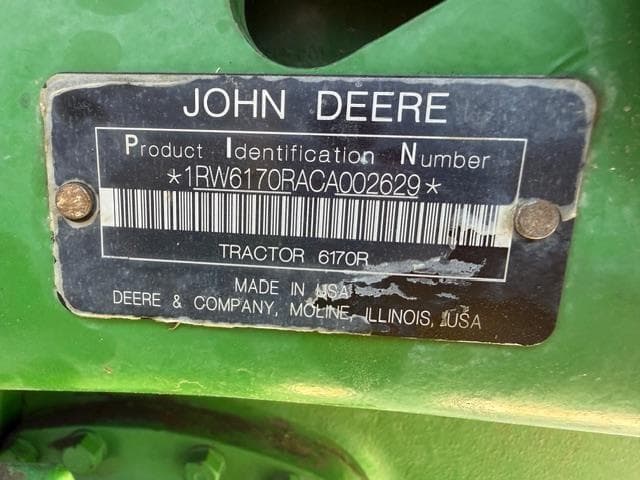 JOHN DEERE
Product Identification Number
*1RW6170RACA002629*
TRACTOR 6170R
MADE IN USA
DEERE & COMPANY, MOLINE, ILLINOIS, USA